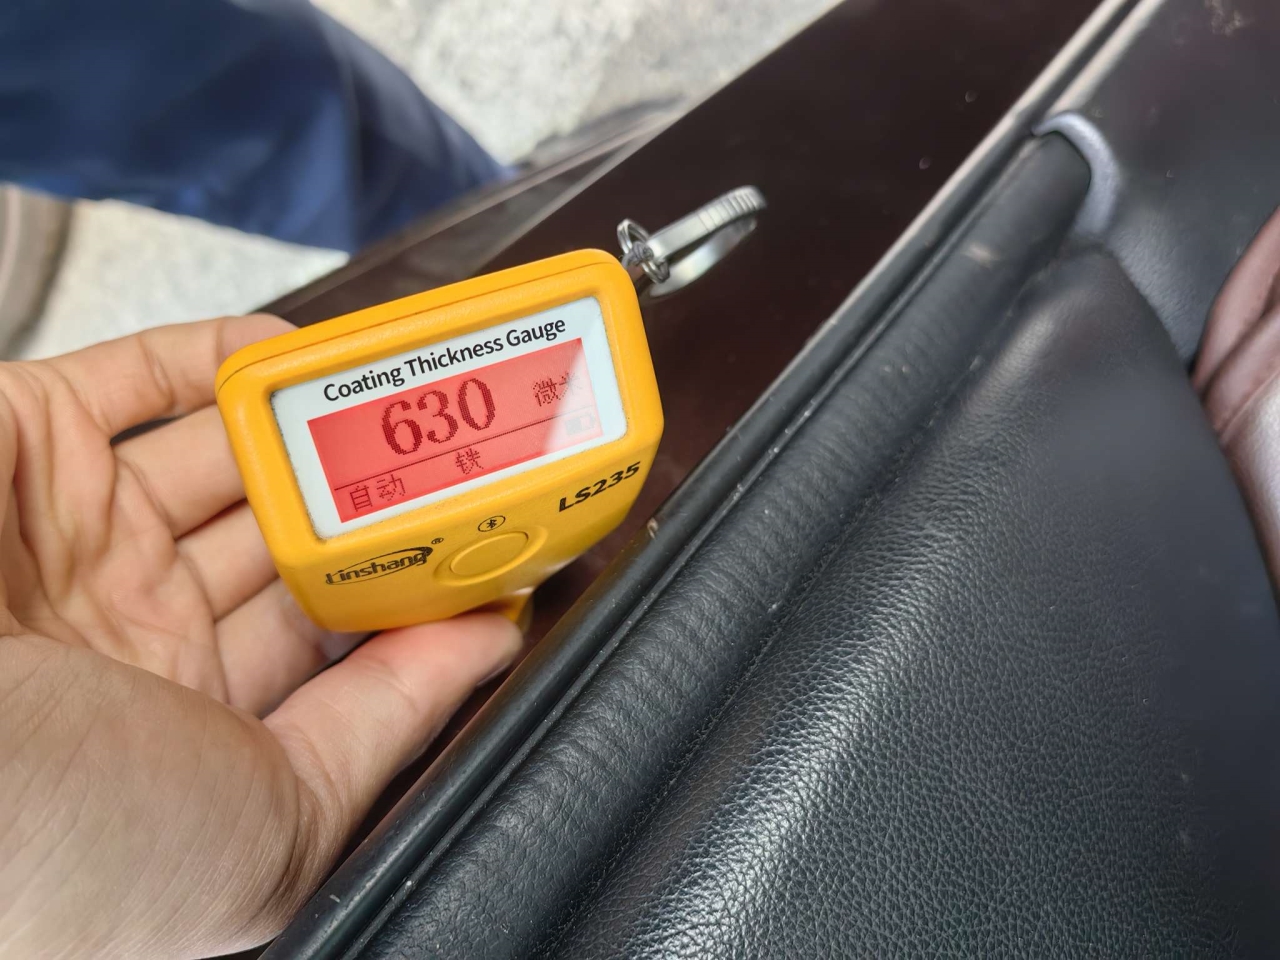 Coating Thickness Gauge
630 微米
自动 铁
LS235
Linshang®